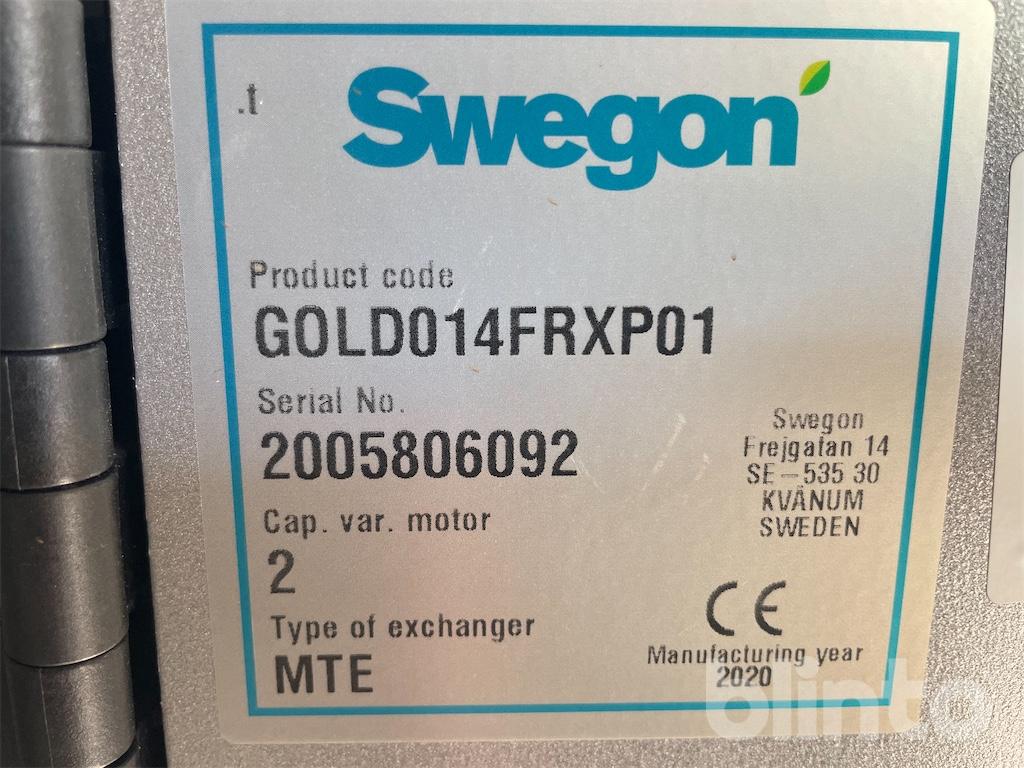 .t
Swegon
Product code
GOLD014FRXP01
Serial No.
2005806092
Cap. var. motor
2
Type of exchanger
MTE
Swegon
Frejgatan 14
SE-535 30
KVÄNUM
SWEDEN
CE
Manufacturing year
2020
blinto